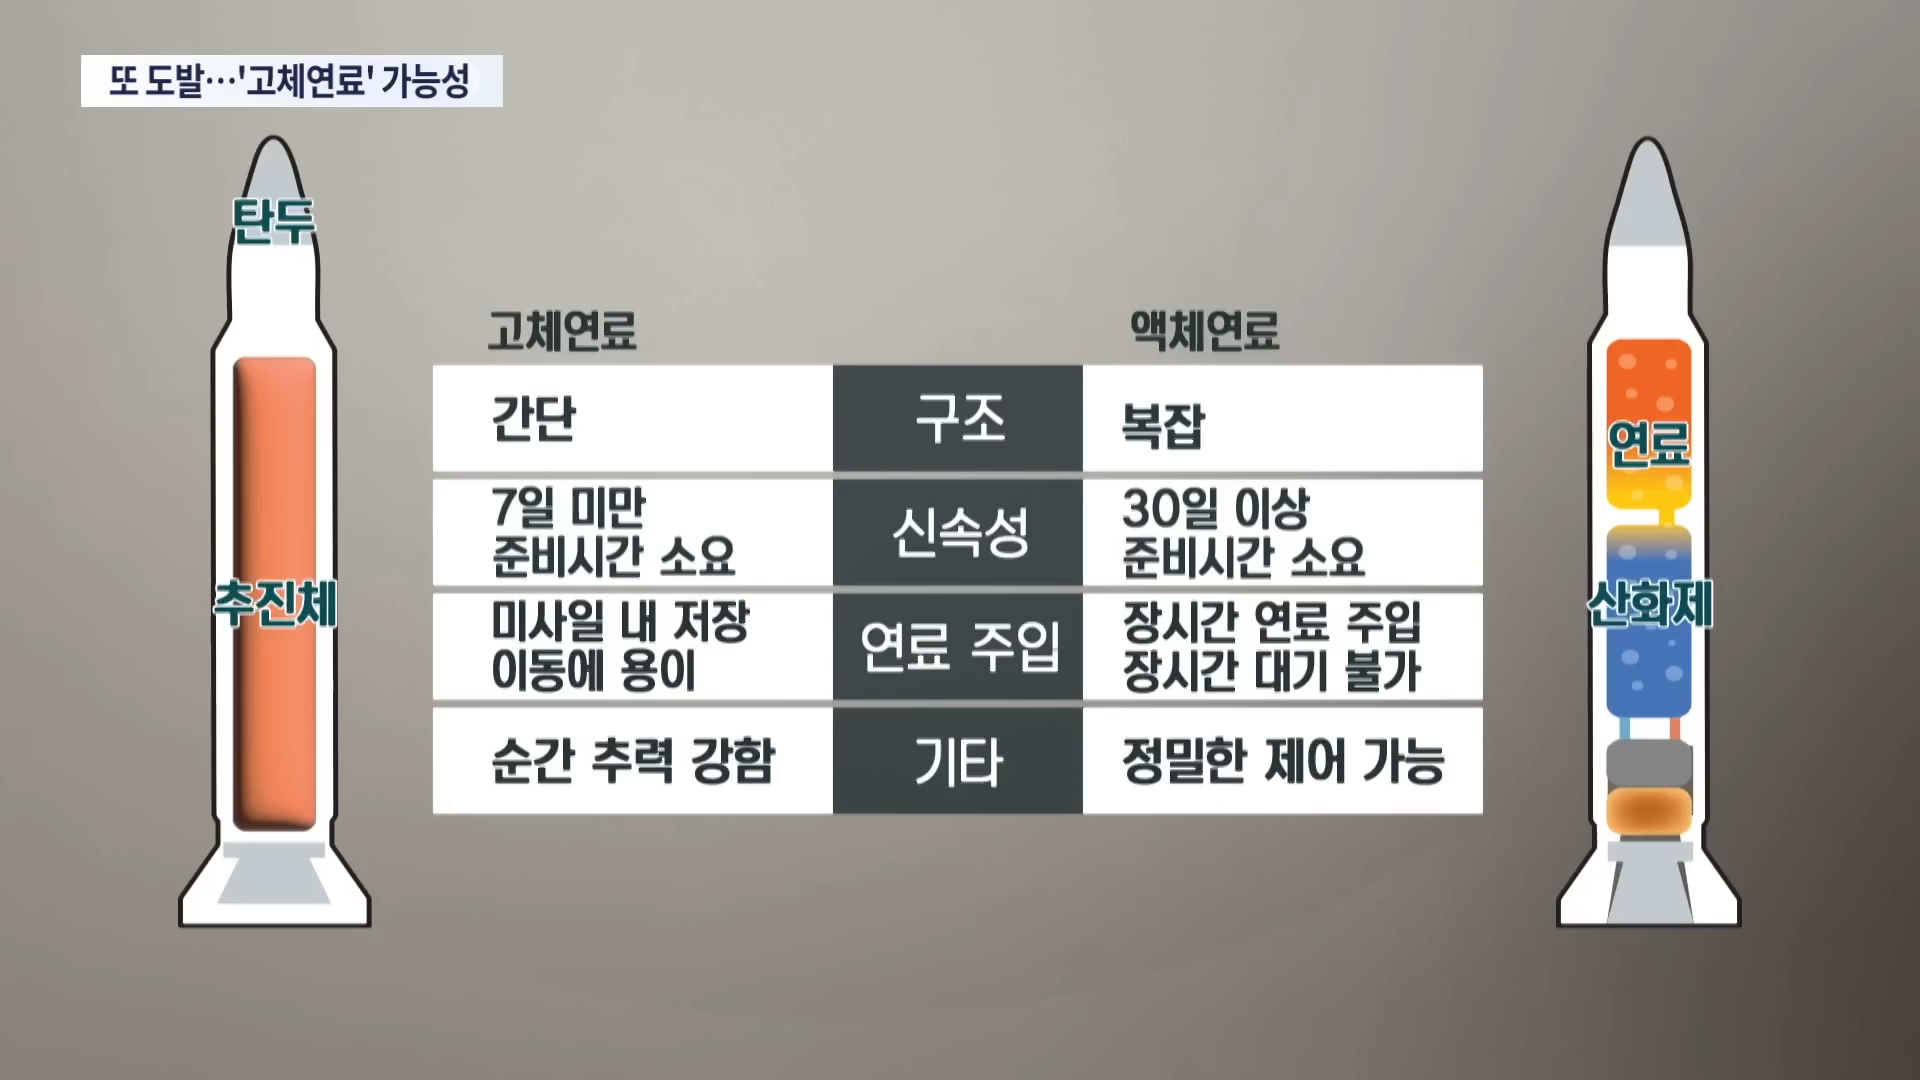 또 도발…'고체연료' 가능성
탄두
추진체
고체연료
액체연료
간단
구조
복잡
7일 미만
준비시간 소요
신속성
30일 이상
준비시간 소요
미사일 내 저장
이동에 용이
연료 주입
장시간 연료 주입
장시간 대기 불가
순간 추력 강함
기타
정밀한 제어 가능
연료
산화제